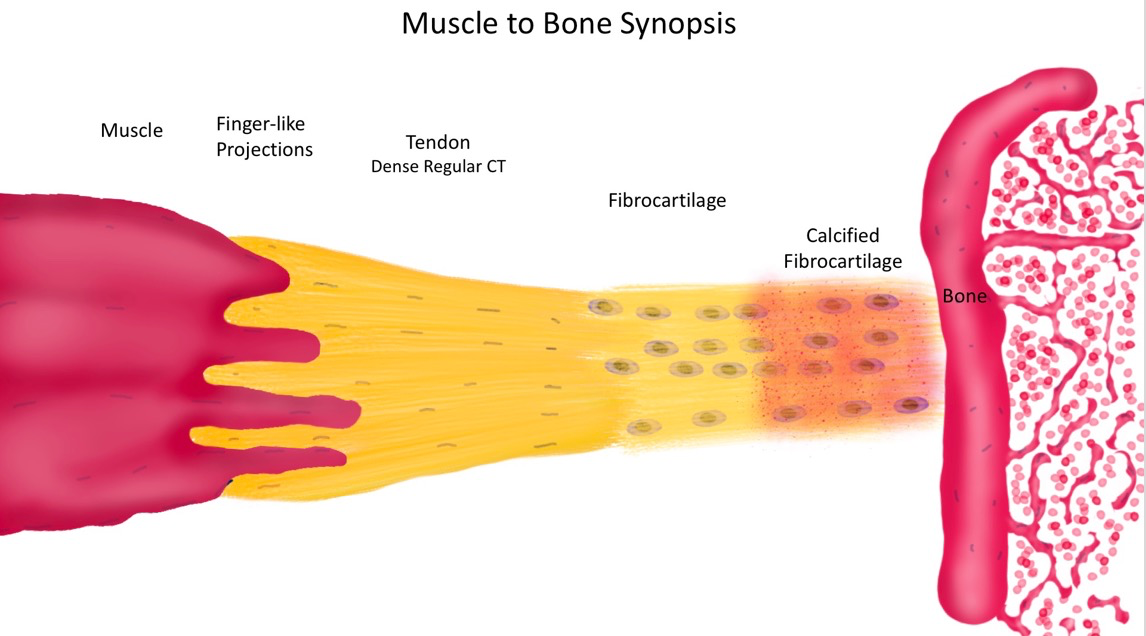 Muscle to Bone Synopsis
Muscle
Finger-like
Projections
Tendon
Dense Regular CT
Fibrocartilage
Calcified
Fibrocartilage
Bone